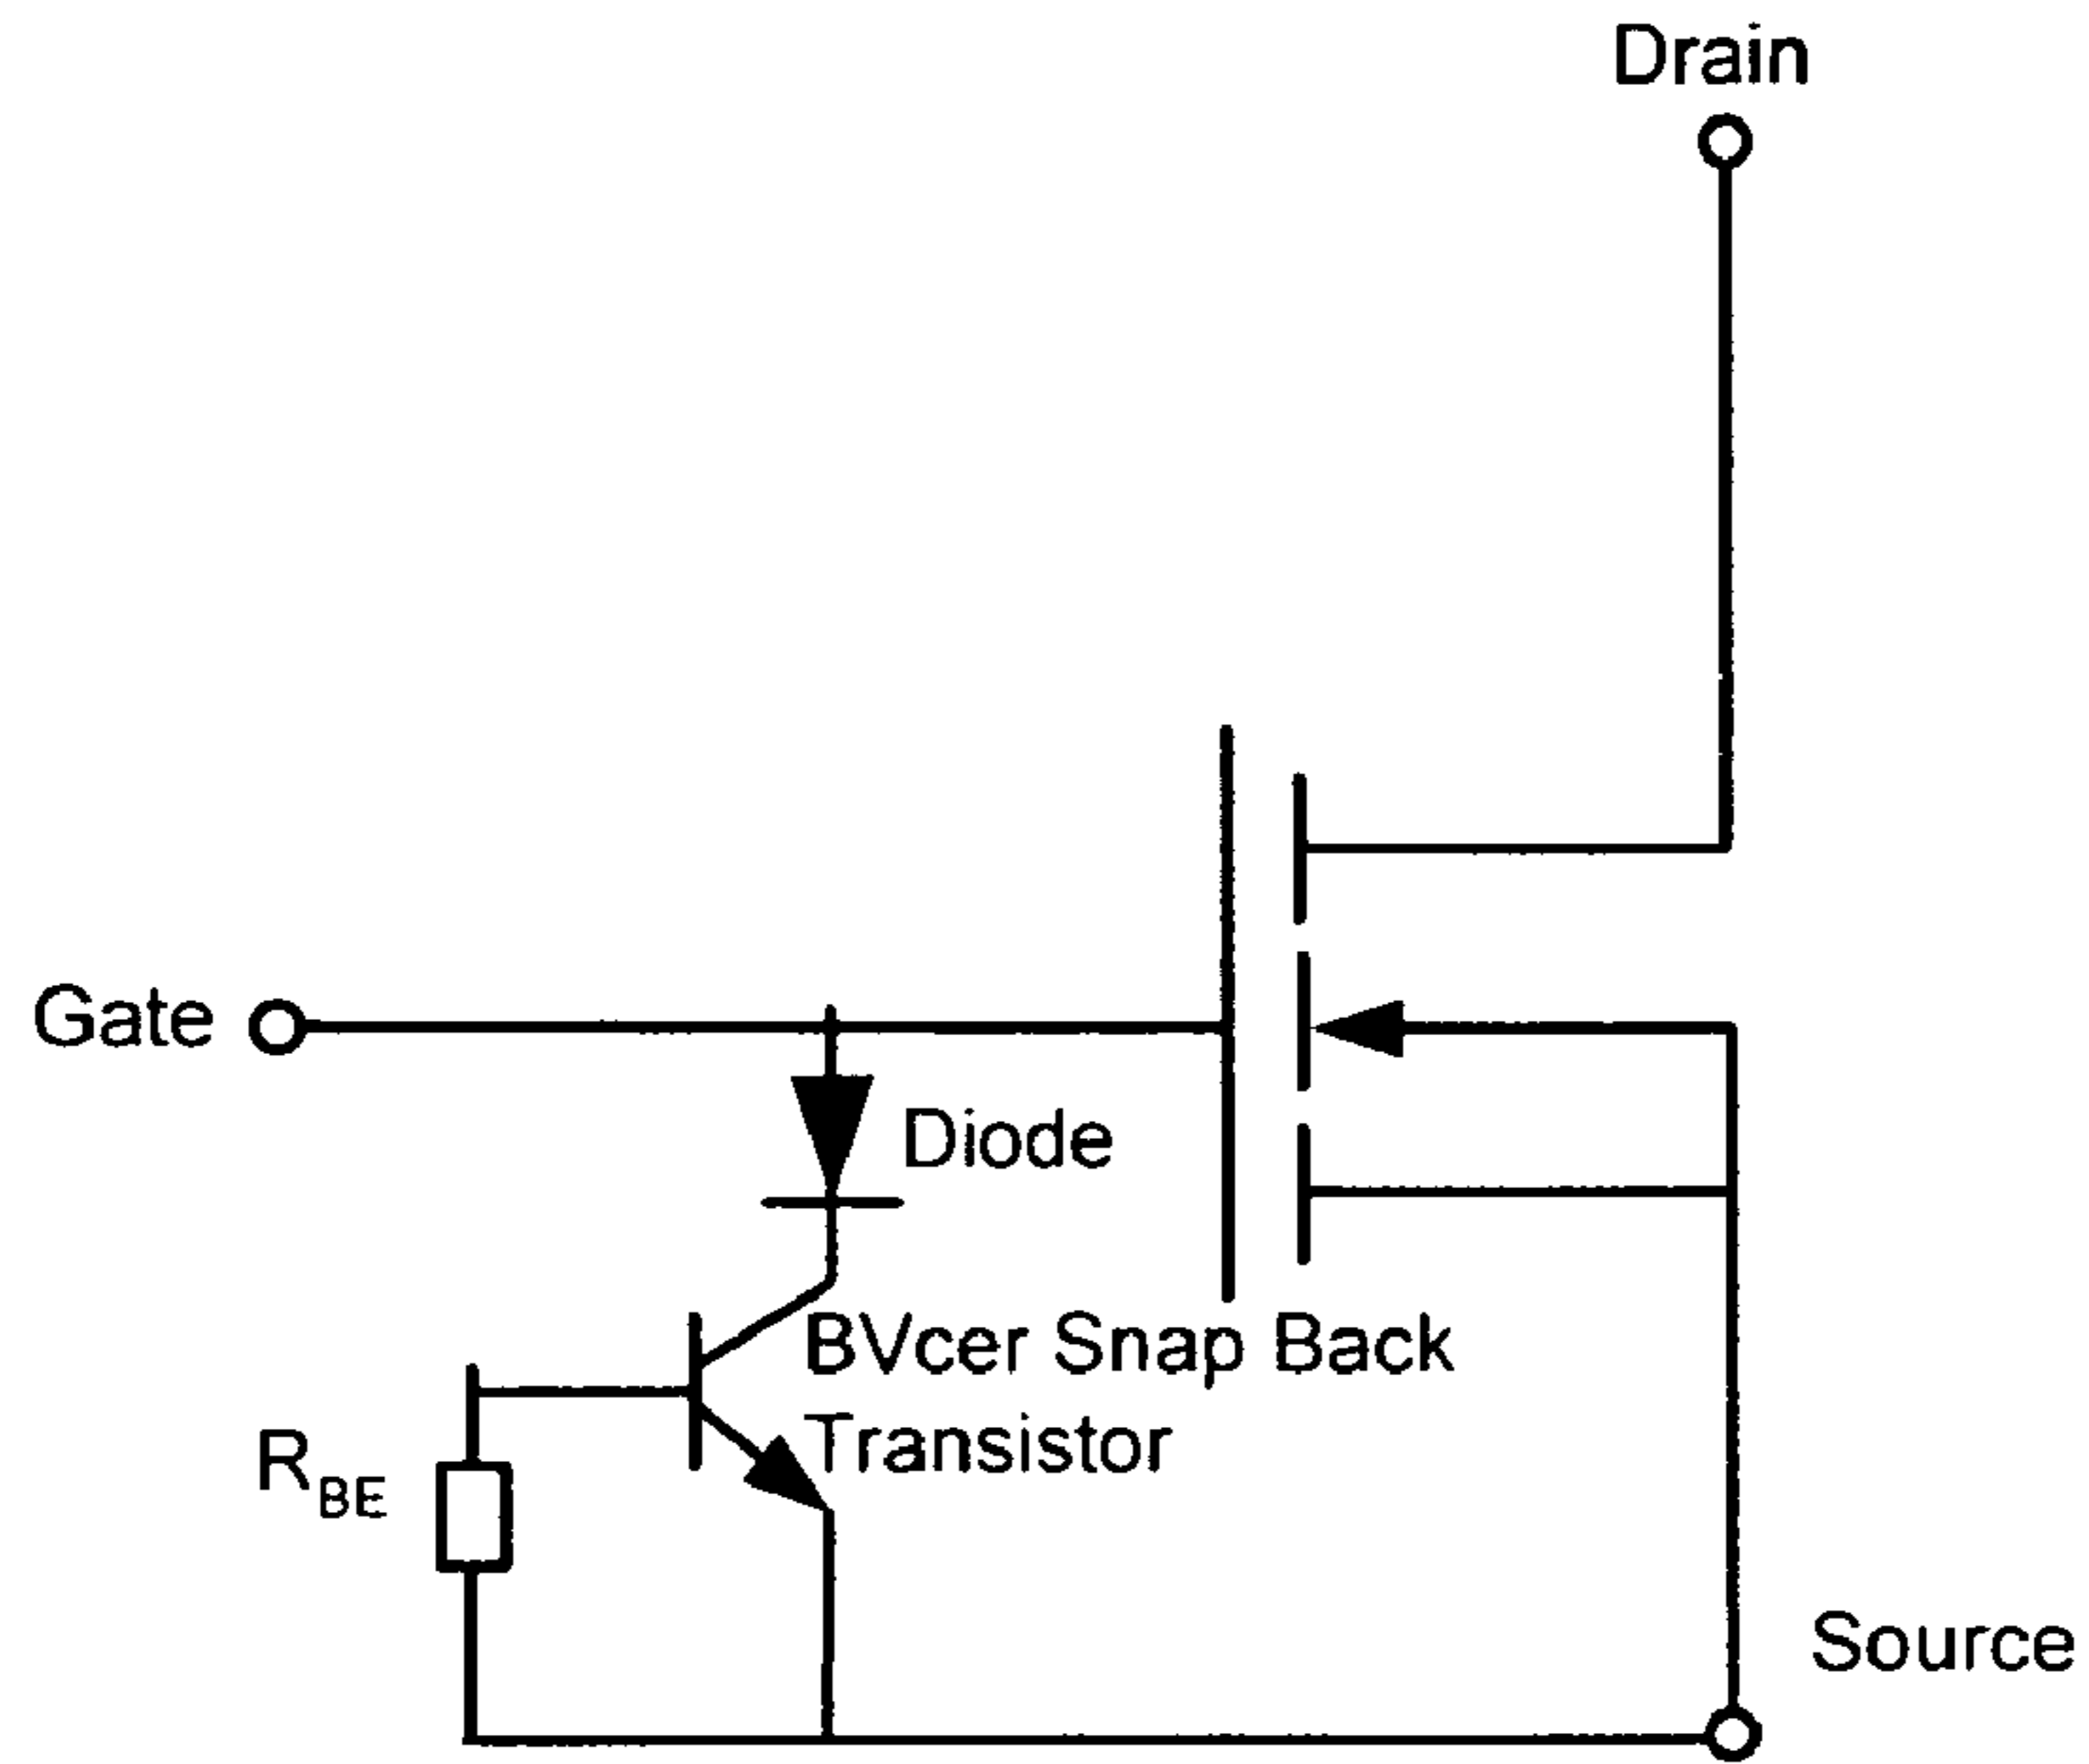 Drain
Gate
Diode
BVcer Snap Back
Transistor
R_BE
Source